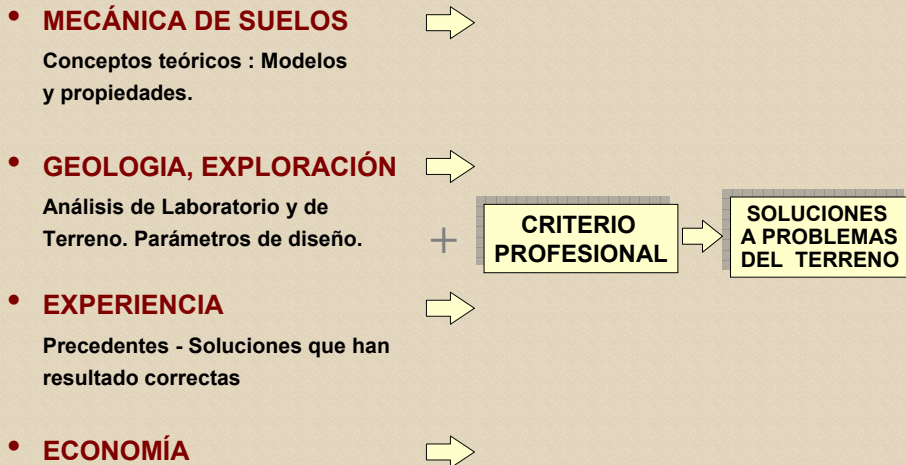 • MECÁNICA DE SUELOS
Conceptos teóricos : Modelos
y propiedades.
• GEOLOGIA, EXPLORACIÓN
Análisis de Laboratorio y de
Terreno. Parámetros de diseño.
+
CRITERIO
PROFESIONAL
SOLUCIONES
A PROBLEMAS
DEL TERRENO
• EXPERIENCIA
Precedentes - Soluciones que han
resultado correctas
• ECONOMÍA